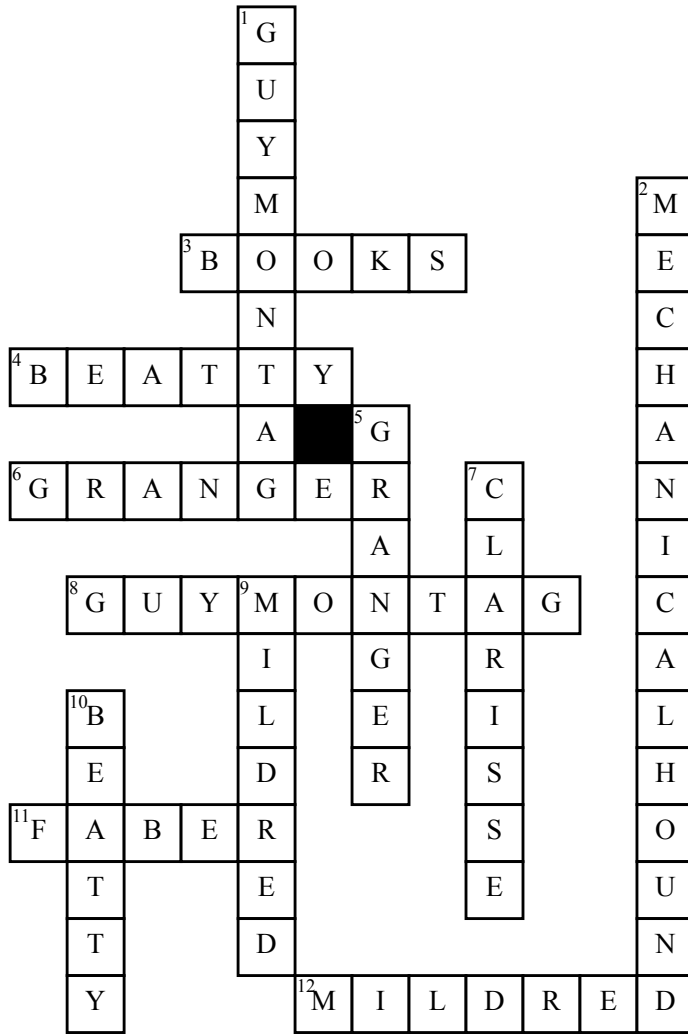 1 G
U
Y
M 2 M
3 B O O K S E
N C
4 B E A T T Y H
A 5 G A
6 G R A N G E R 7 C N
A L I
8 G U Y 9 M O N T A G C
I G R A
10 B L E I L
E D R S H
11 F A B E R S O
T E E U
T D N
Y 12 M I L D R E D